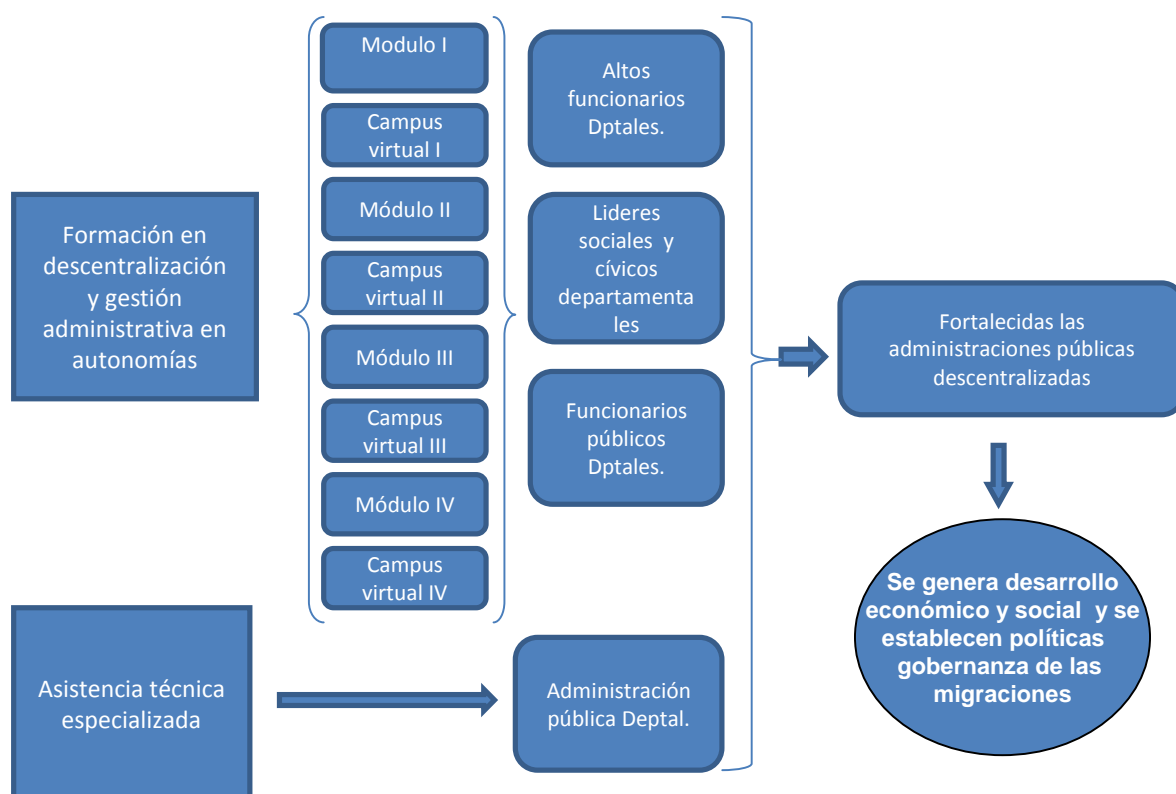 Formación en
descentralización
y gestión
administrativa en
autonomías
Modulo I
Campus
virtual I
Módulo II
Campus
virtual II
Módulo III
Campus
virtual III
Módulo IV
Campus
virtual IV
Altos
funcionarios
Dptales.
Lideres
sociales y
cívicos
departamenta
les
Funcionarios
públicos
Dptales.
Asistencia técnica
especializada
Administración
pública Deptal.
Fortalecidas las
administraciones públicas
descentralizadas
Se genera desarrollo
económico y social y se
establecen políticas
gobernanza de las
migraciones